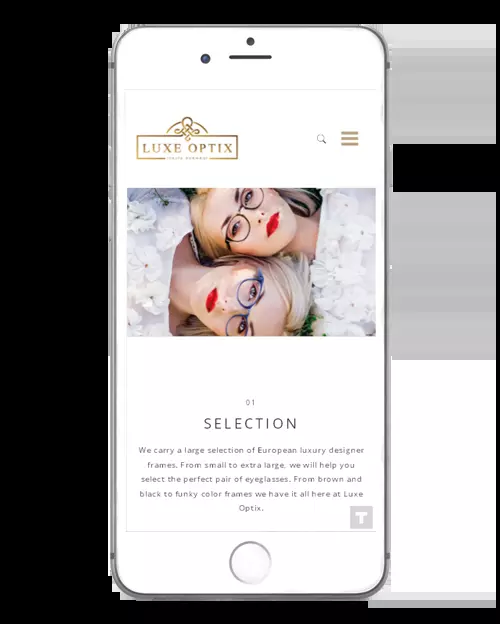 LUXE OPTIX
01
SELECTION
We carry a large selection of European luxury designer
frames. From small to extra large, we will help you
select the perfect pair of eyeglasses. From brown and
black to funky color frames we have it all here at Luxe
Optix.
T